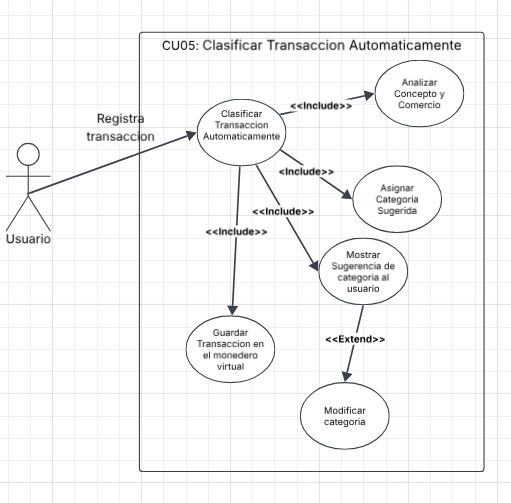 CU05: Clasificar Transaccion Automaticamente
Analizar
Concepto y
Comercio
<<Include>>
Clasificar
Transaccion
Automaticamente
Registra
transaccion
<<Include>>
Asignar
Categoria
Sugerida
<<Include>>
<<Include>>
Usuario
Mostrar
Sugerencia de
categoria al
usuario
Guardar
Transaccion en
el monedero
virtual
<<Extend>>
Modificar
categoria